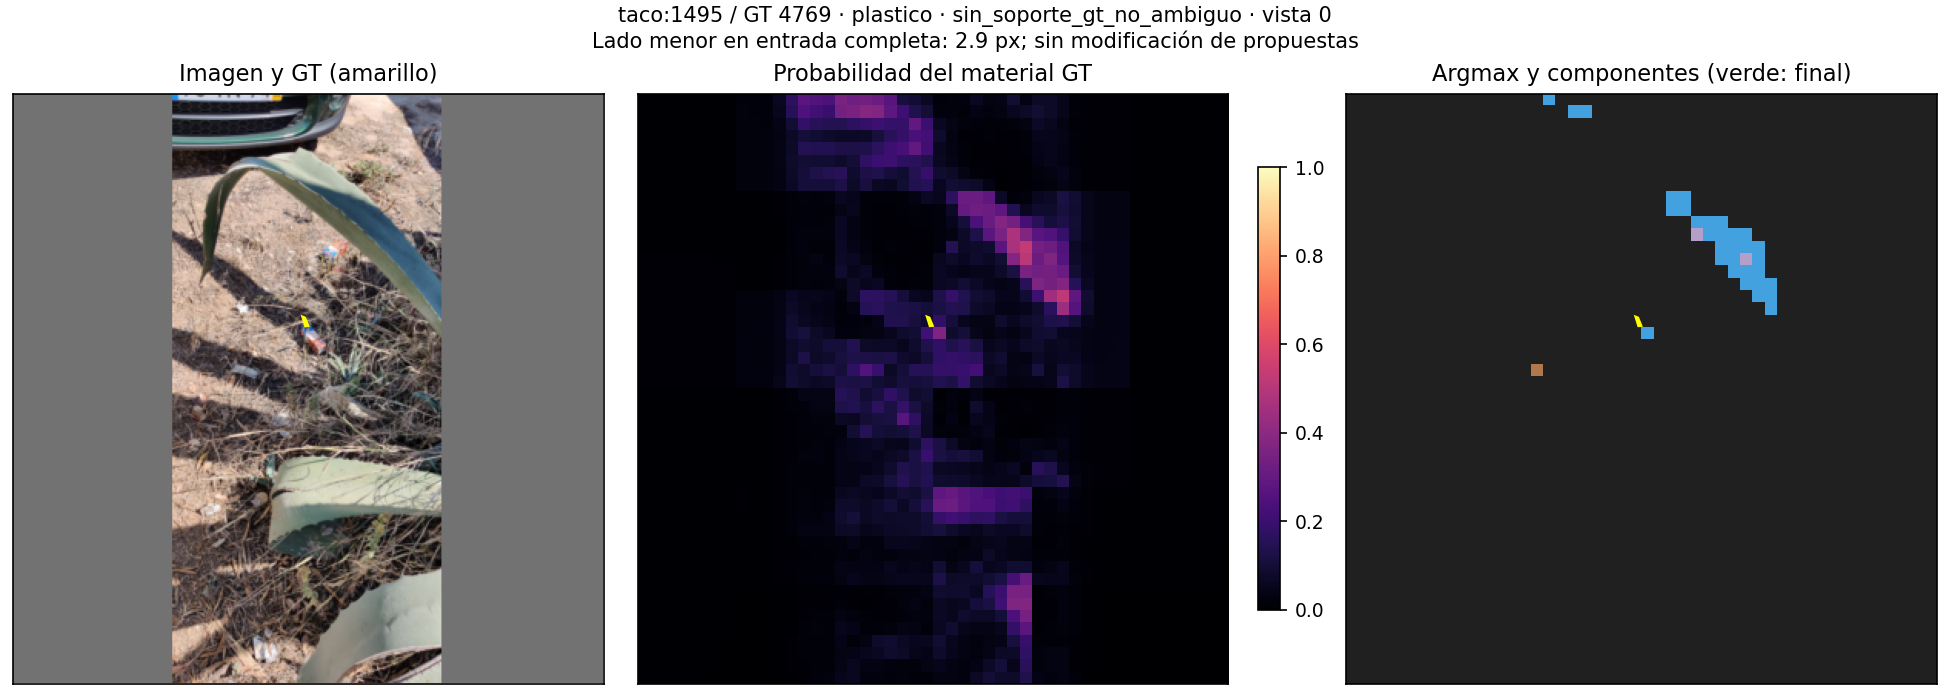 taco:1495 / GT 4769 · plastico · sin_soporte_gt_no_ambiguo · vista 0
Lado menor en entrada completa: 2.9 px; sin modificación de propuestas
Imagen y GT (amarillo)
Probabilidad del material GT
Argmax y componentes (verde: final)
1.0
0.8
0.6
0.4
0.2
0.0